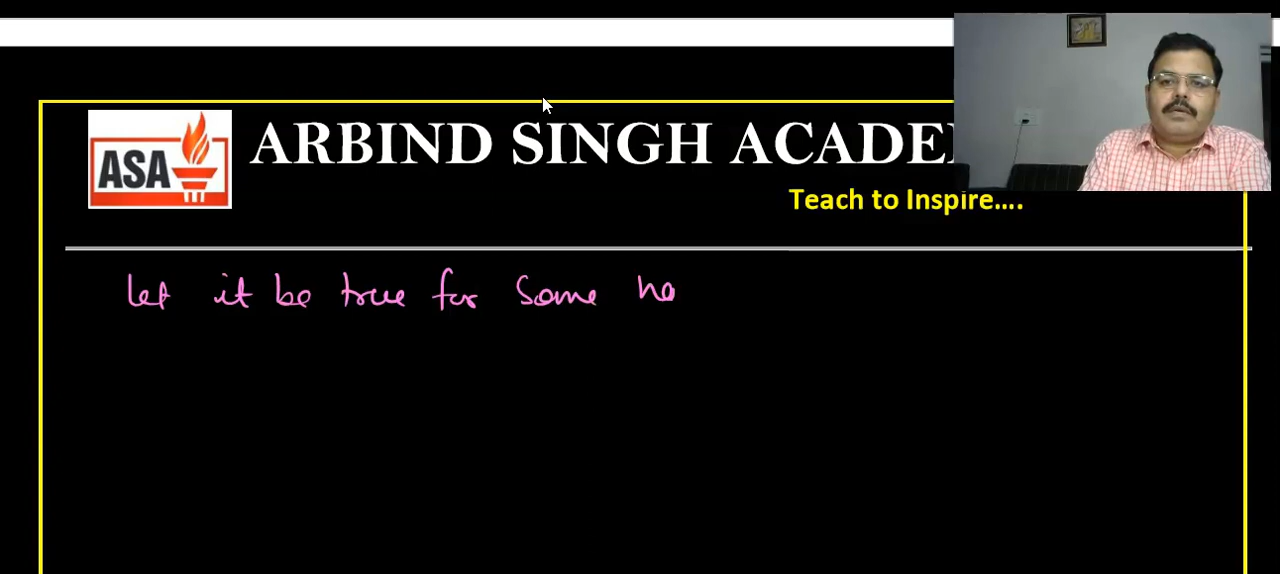 ASA
ARBIND SINGH ACADE
Teach to Inspire....
let it be true for some